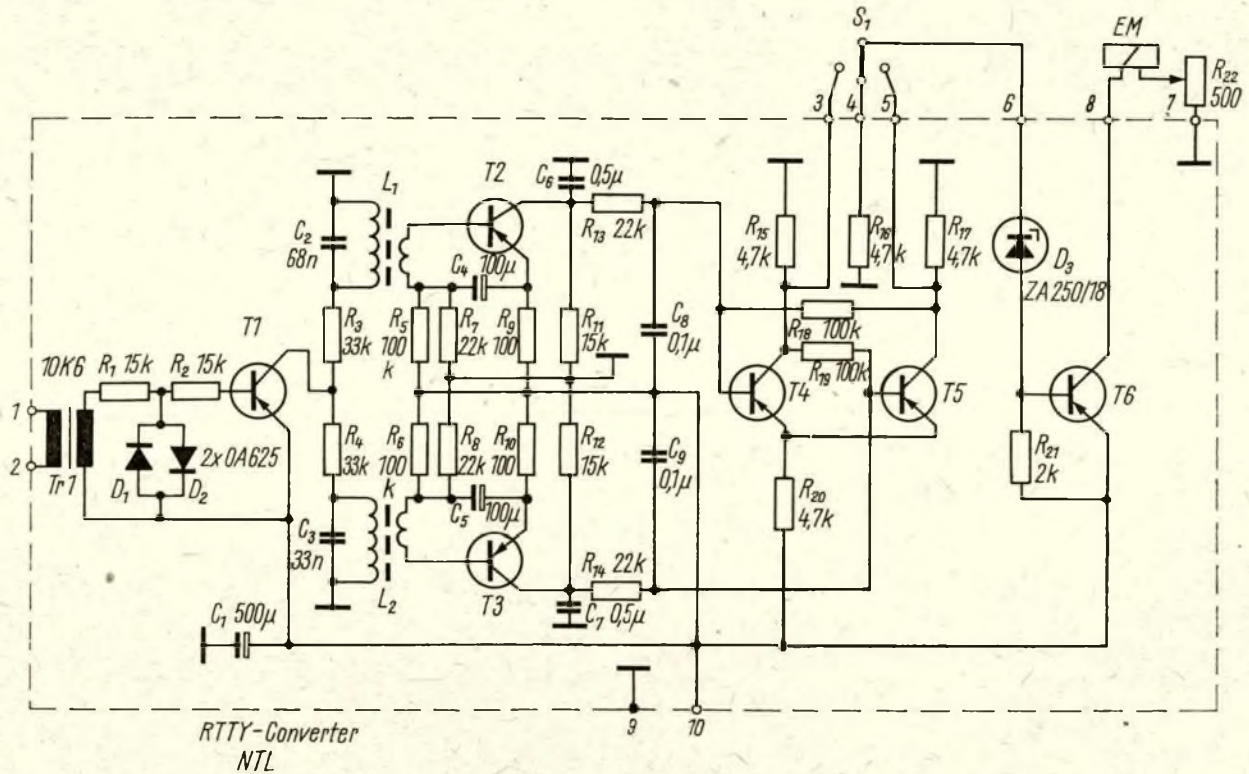 S1
EM
R22
500
3
4
5
6
8
7
T2
C6
0,5µ
L1
C2
68n
R13 22k
R15
4,7k
R16
4,7k
R17
4,7k
D3
ZA250/18
C4
100µ
T1
R3
33k
R5
100
k
R7
22k
R9
100
R11
15k
C8
0,1µ
R18
100k
R19
100k
10K6
R1 15k
R2 15k
T4
T5
T6
1
2
Tr1
D1
D2
2x0A625
R4
33k
R6
100
k
R8
22k
R10
100
R12
15k
C9
0,1µ
R21
2k
R20
4,7k
C3
33n
C5
100µ
L2
T3
R14 22k
C7 0,5µ
C1 500µ
9
10
RTTY-Converter
NTL